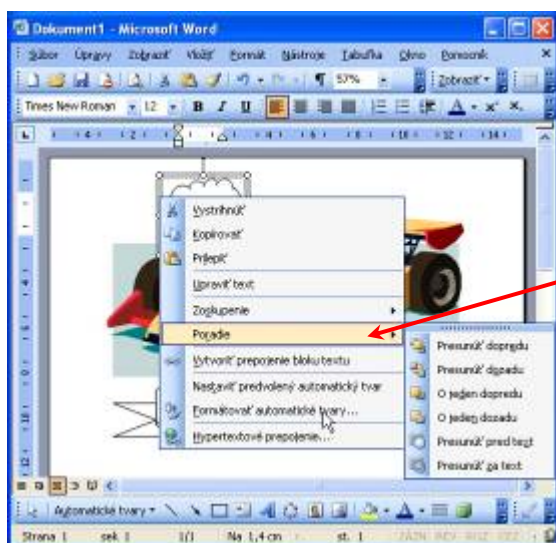 Dokument1 - Microsoft Word
Súbor Úpravy Zobraziť Vložiť Formát Nástroje Tabuľka Okno Pomocník
57% Zobraziť
Times New Roman 12 B I U A x² x₂
Vystrihnúť
Kopírovať
Prilepiť
Upraviť text
Zoskupenie
Poradie
Vytvoriť prepojenie bloku textu
Nastaviť predvolený automatický tvar
Formátovať automatické tvary...
Hypertextové prepojenie...
Presunúť dopredu
Presunúť dozadu
O jeden dopredu
O jeden dozadu
Presunúť pred text
Presunúť za text
Automatické tvary
Strana 1 sek 1 1/1 Na 1,4 cm st. 1